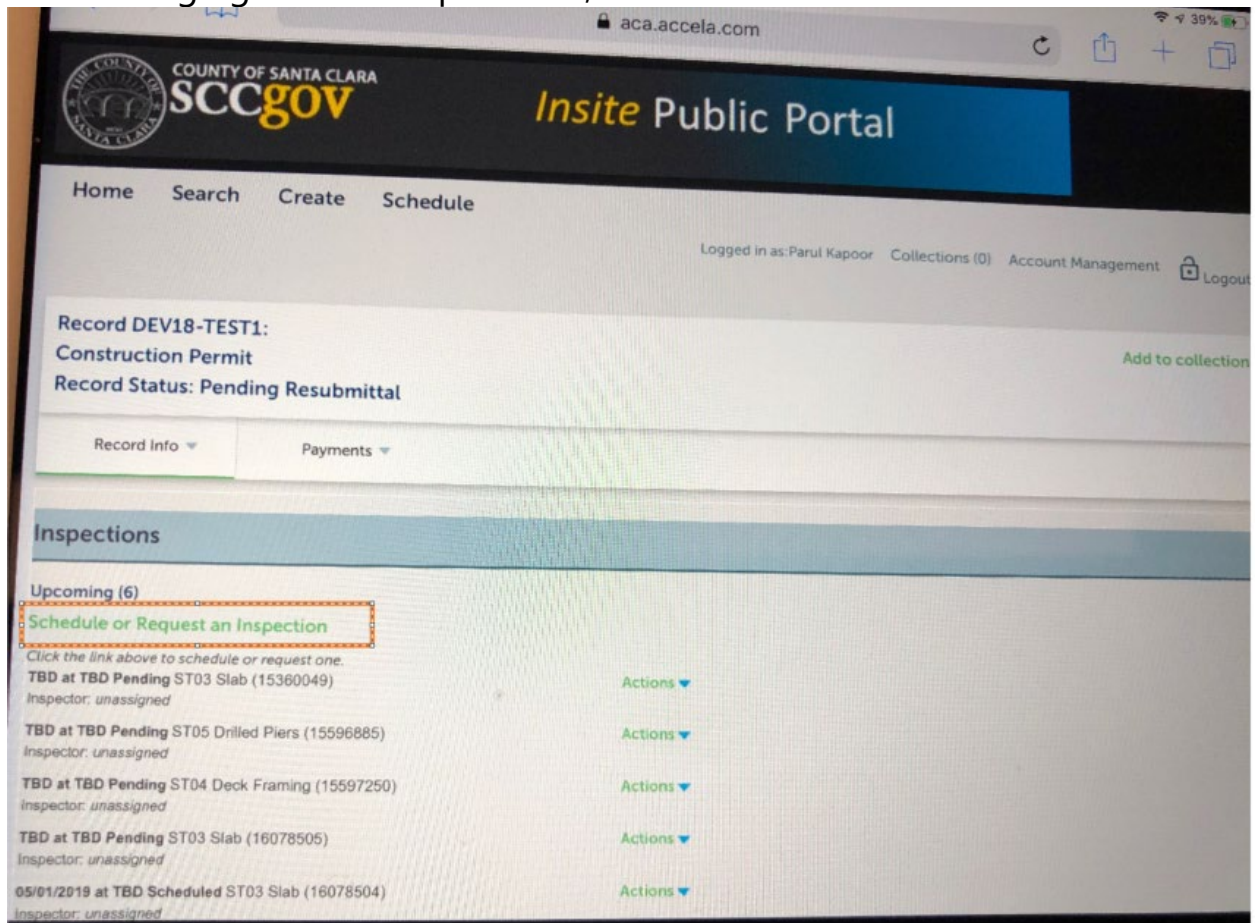 aca.accela.com
39%
COUNTY OF SANTA CLARA
SCCgov
Insite Public Portal
Home Search Create Schedule
Logged in as:Parul Kapoor Collections (0) Account Management Logout
Record DEV18-TEST1:
Construction Permit
Add to collection
Record Status: Pending Resubmittal
Record Info Payments
Inspections
Upcoming (6)
Schedule or Request an Inspection
Click the link above to schedule or request one.
TBD at TBD Pending ST03 Slab (15360049) Actions
Inspector: unassigned
TBD at TBD Pending ST05 Drilled Piers (15596885) Actions
Inspector: unassigned
TBD at TBD Pending ST04 Deck Framing (15597250) Actions
Inspector: unassigned
TBD at TBD Pending ST03 Slab (16078505) Actions
Inspector: unassigned
05/01/2019 at TBD Scheduled ST03 Slab (16078504) Actions
Inspector: unassigned